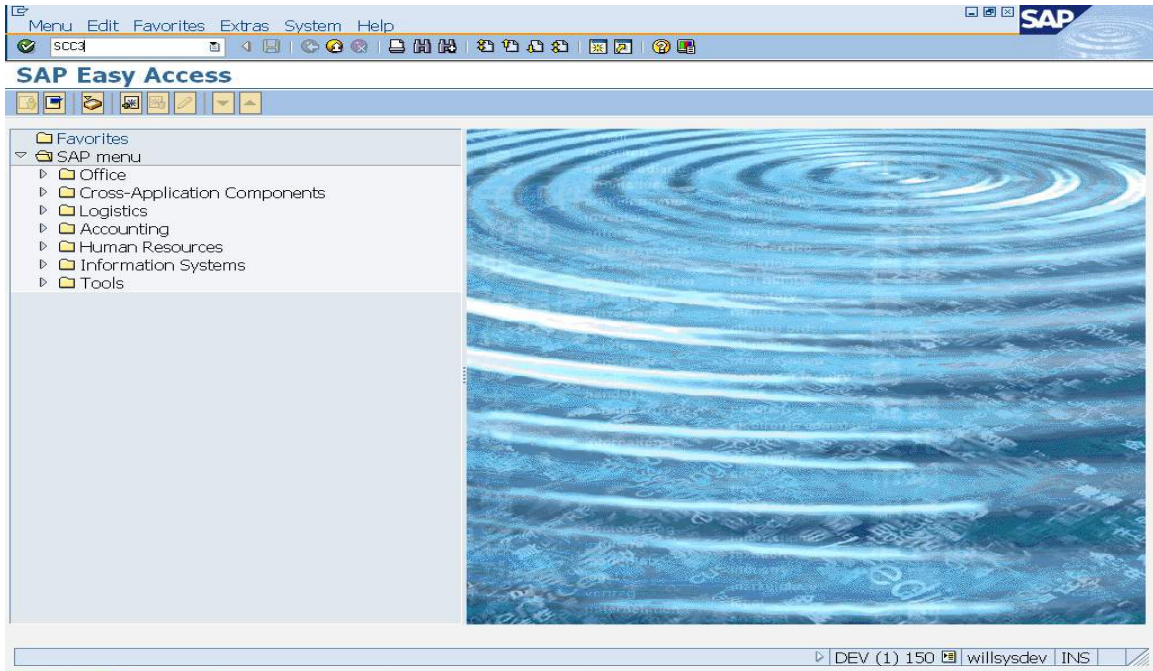 Menu Edit Favorites Extras System Help
SAP
SCC3
SAP Easy Access
Favorites
SAP menu
Office
Cross-Application Components
Logistics
Accounting
Human Resources
Information Systems
Tools
DEV (1) 150 willsysdev INS